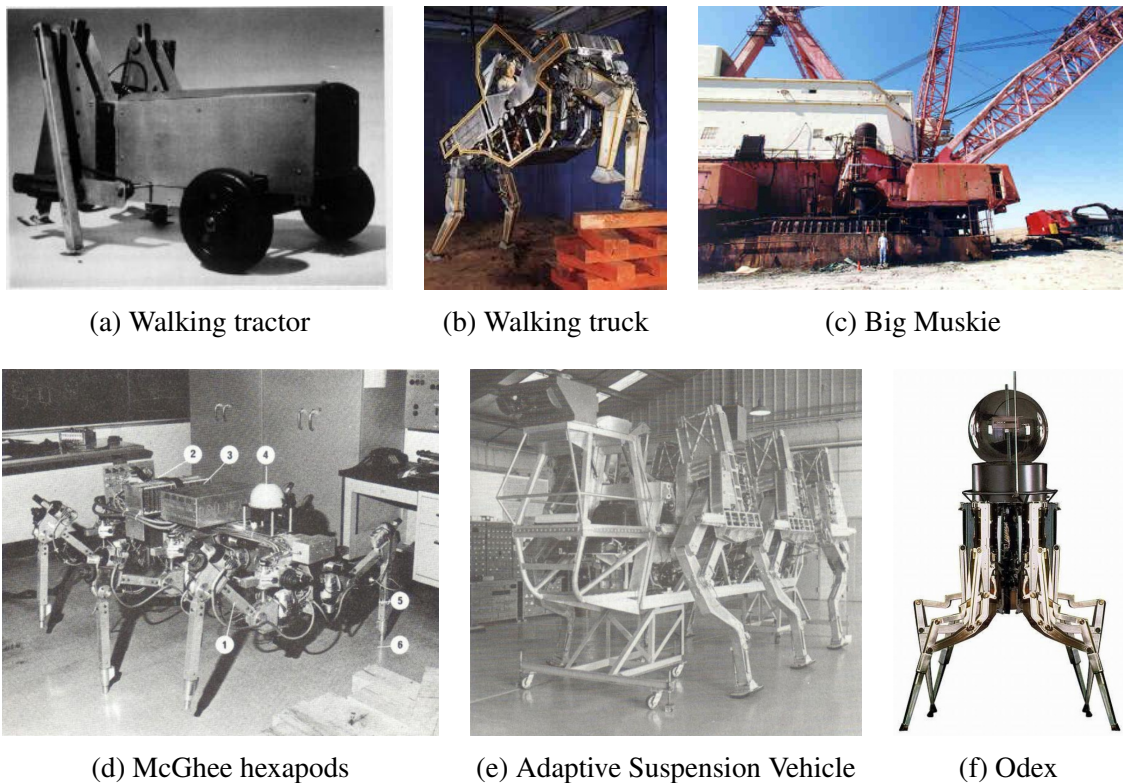 (a) Walking tractor
(b) Walking truck
(c) Big Muskie
2
3
4
5
1
6
(d) McGhee hexapods
(e) Adaptive Suspension Vehicle
(f) Odex